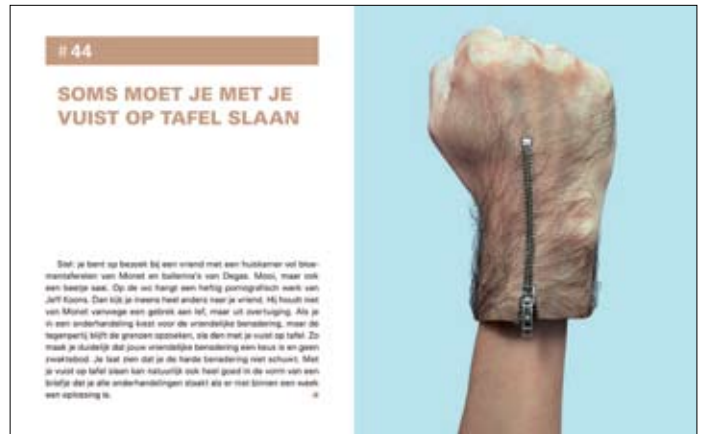 # 44
SOMS MOET JE MET JE
VUIST OP TAFEL SLAAN
Stel: je bent op bezoek bij een vriend met een huiskamer vol bloe-
mentaferelen van Monet en ballerina's van Degas. Mooi, maar ook
een beetje saai. Op de wc hangt een heftig pornografisch werk van
Jeff Koons. Dan kijk je ineens heel anders naar je vriend. Hij houdt niet
van Monet vanwege een gebrek aan lef, maar uit overtuiging. Als je
in een onderhandeling kiest voor de vriendelijke benadering, maar de
tegenpartij blijft de grenzen opzoeken, sla dan met je vuist op tafel. Zo
maak je duidelijk dat jouw vriendelijke benadering een keus is en geen
zwaktebod. Je laat zien dat je de harde benadering niet schuwt. Met
je vuist op tafel slaan kan natuurlijk ook heel goed in de vorm van een
briefje dat je alle onderhandelingen staakt als er niet binnen een week
een oplossing is.